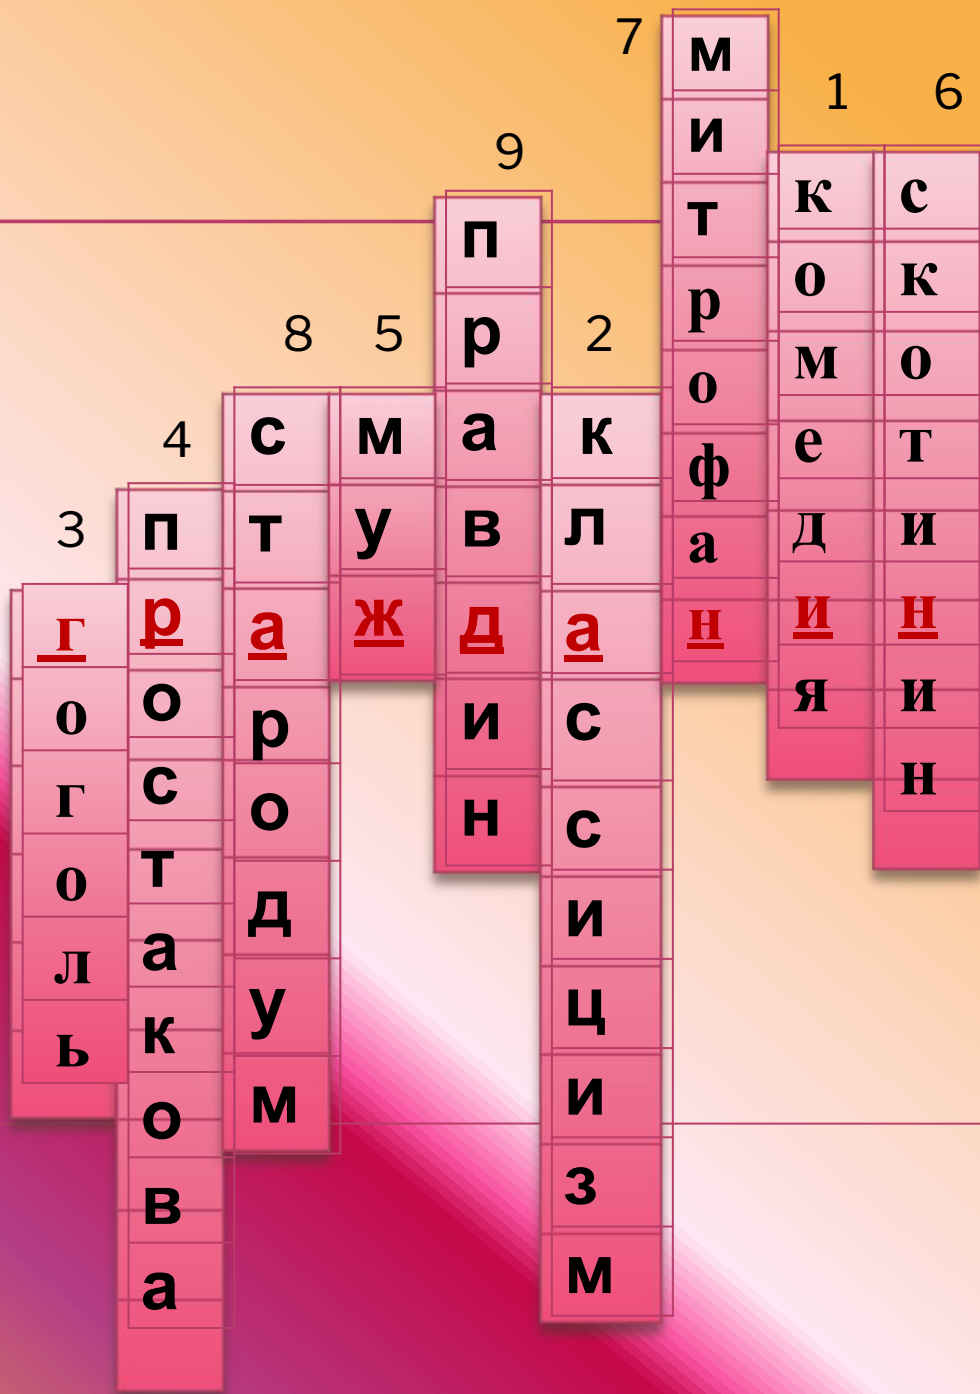 3
гоголь
4
простакова
8
стародум
5
муж
9
правдин
2
классицизм
7
митрофан
1
комедия
6
скотинин